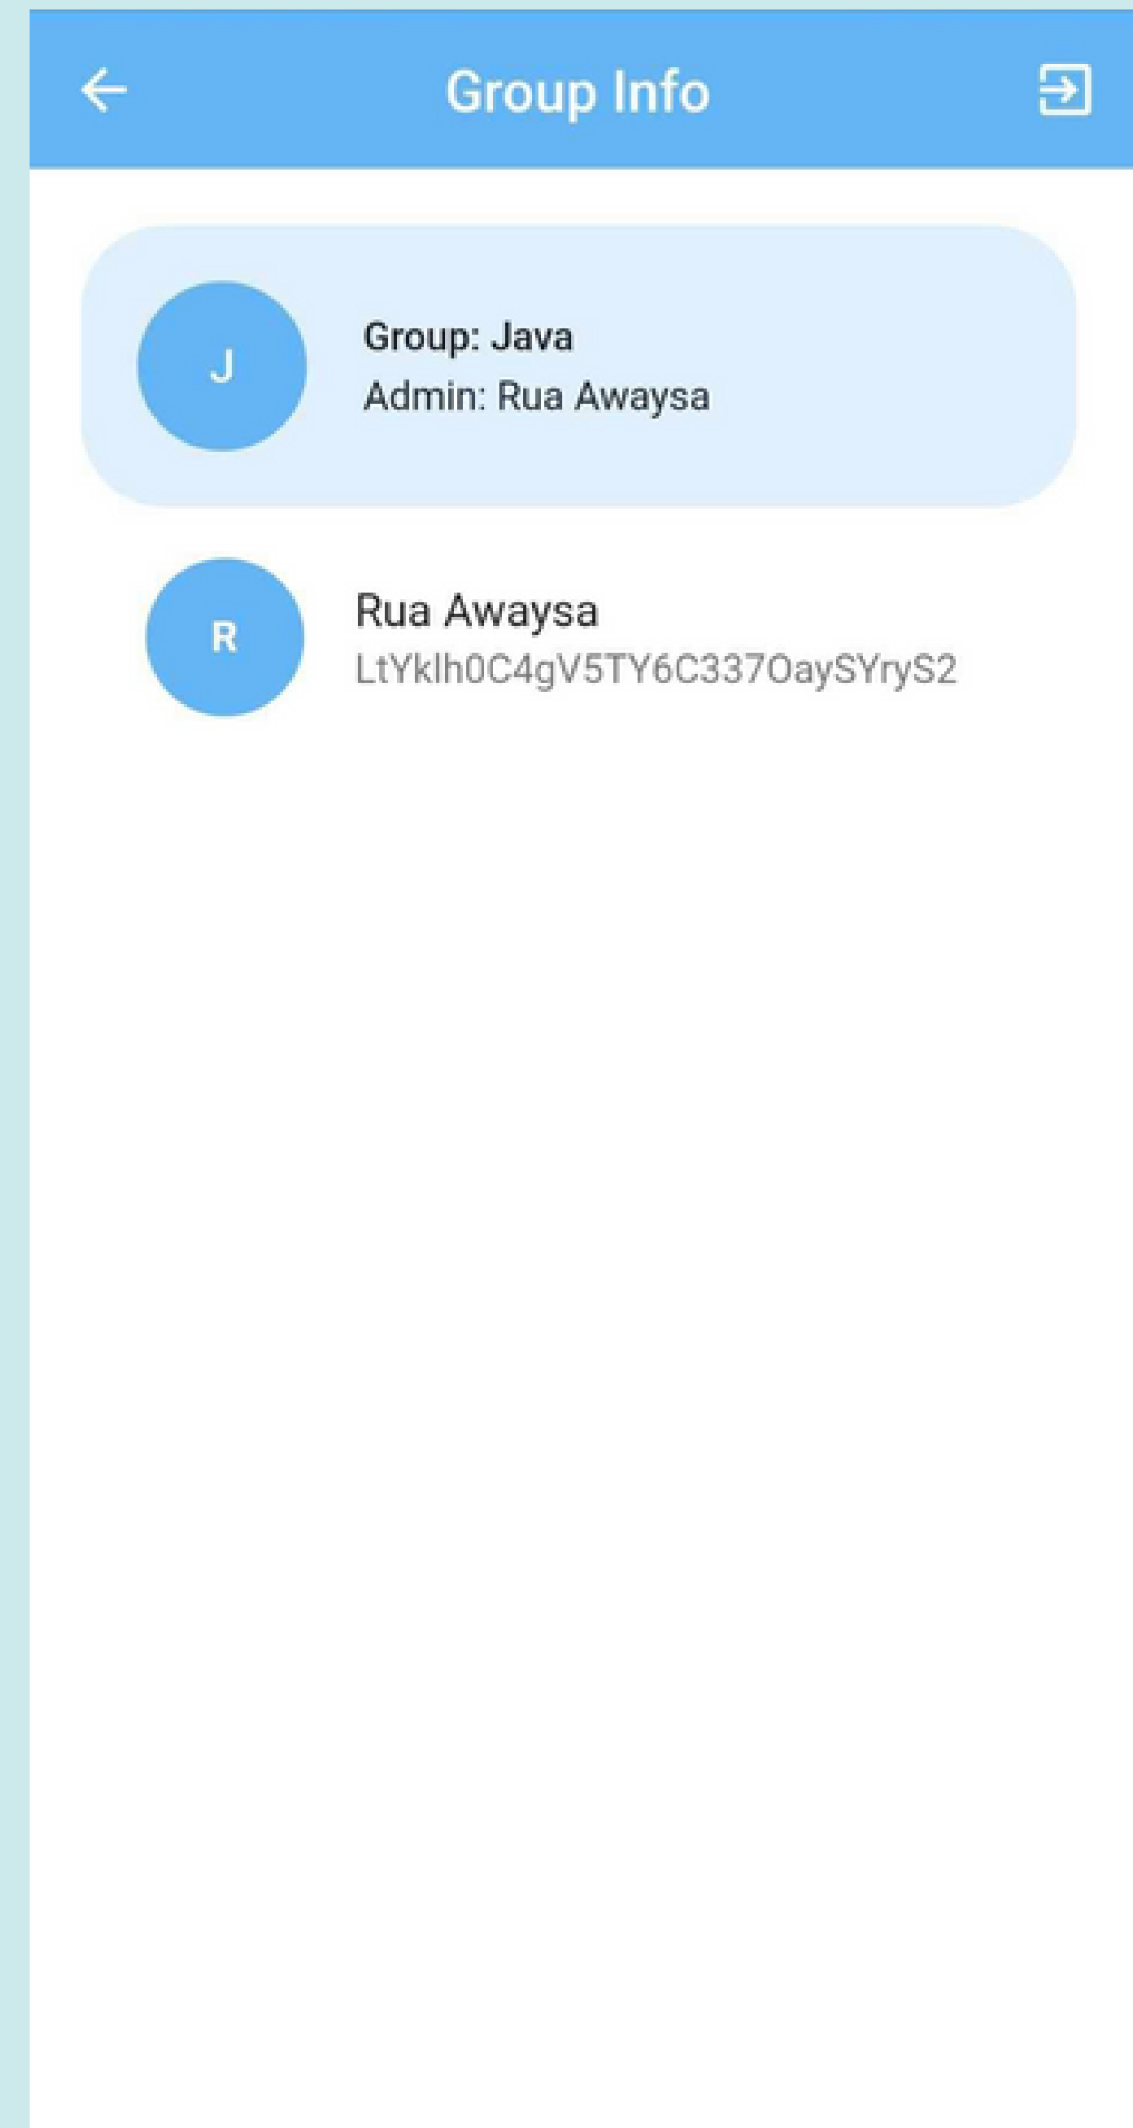 Group Info
J
Group: Java
Admin: Rua Awaysa
R
Rua Awaysa
LtYklh0C4gV5TY6C337OaySYryS2